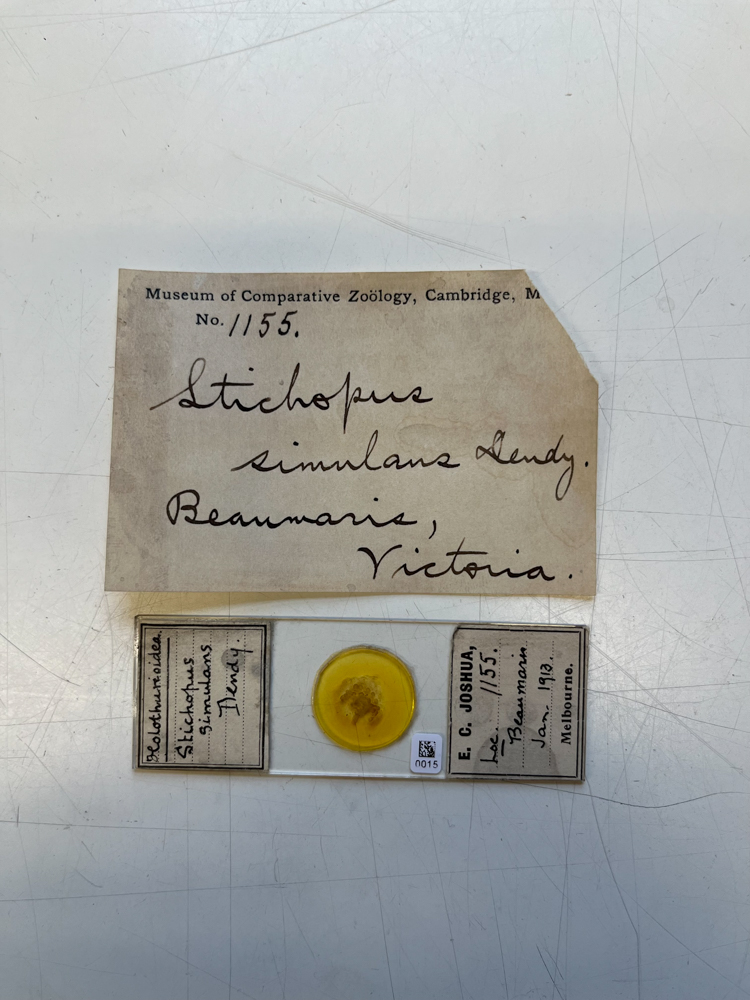 Museum of Comparative Zoölogy, Cambridge, M
No. 1155.
Stichopus
simulans Dendy.
Beaumaris,
Victoria.
Holothurioidea.
Stichopus
simulans
Dendy.
0015
E. C. JOSHUA,
Loc. 1155.
Beaumaris
Jan. 1913.
Melbourne.